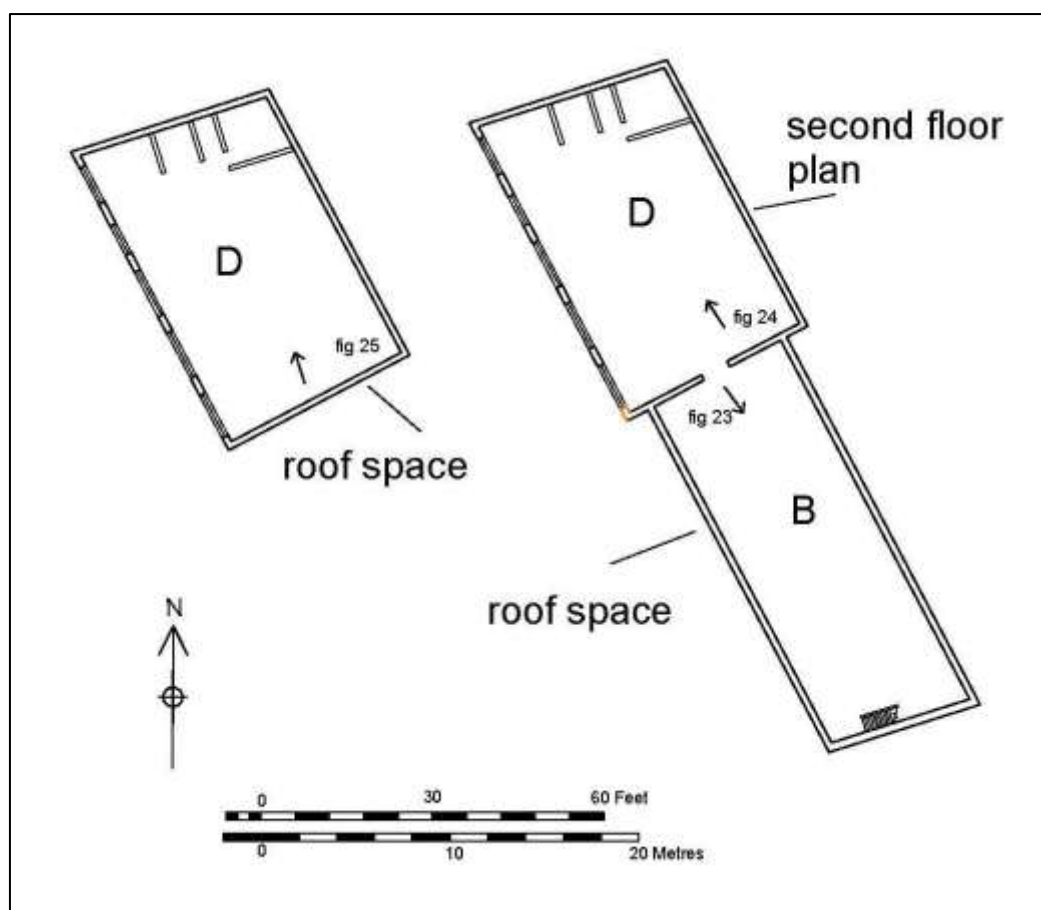 second floor
plan
D
D
fig 24
fig 25
fig 23
roof space
B
roof space
N
0 30 60 Feet
0 10 20 Metres